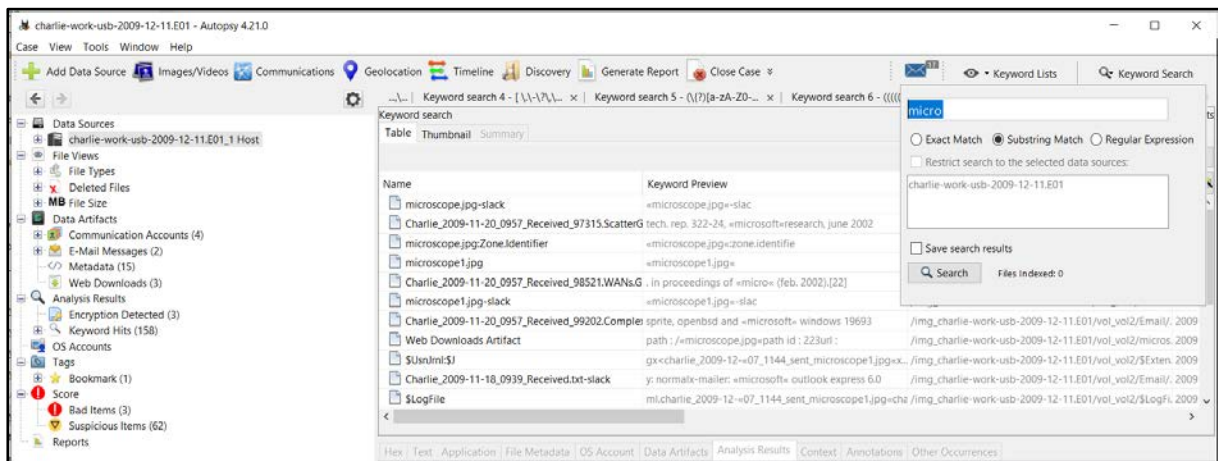 charlie-work-usb-2009-12-11.E01 - Autopsy 4.21.0
Case View Tools Window Help
Add Data Source Images/Videos Communications Geolocation Timeline Discovery Generate Report Close Case Keyword Lists Keyword Search
Keyword search 4 - [\.\-\?\,\... x Keyword search 5 - (\(?)[a-zA-Z0-... x Keyword search 6 - (((((
Data Sources
charlie-work-usb-2009-12-11.E01_1 Host
File Views
File Types
Deleted Files
MB File Size
Data Artifacts
Communication Accounts (4)
E-Mail Messages (2)
Metadata (15)
Web Downloads (3)
Analysis Results
Encryption Detected (3)
Keyword Hits (158)
OS Accounts
Tags
Bookmark (1)
Score
Bad Items (3)
Suspicious Items (62)
Reports
Keyword search
Table Thumbnail Summary
Name Keyword Preview
microscope.jpg-slack «microscope.jpg«-slac
Charlie_2009-11-20_0957_Received_97315.ScatterG tech. rep. 322-24, «microsoft«research, june 2002
microscope.jpg:Zone.Identifier «microscope.jpg«:zone.identifie
microscope1.jpg «microscope1.jpg«
Charlie_2009-11-20_0957_Received_98521.WANs.G . in proceedings of «micro« (feb. 2002).[22]
microscope1.jpg-slack «microscope1.jpg«-slac
Charlie_2009-11-20_0957_Received_99202.Complex sprite, openbsd and «microsoft« windows 19693 /img_charlie-work-usb-2009-12-11.E01/vol_vol2/Email/. 2009
Web Downloads Artifact path : /«microscope.jpg«path id : 223url : /img_charlie-work-usb-2009-12-11.E01/vol_vol2/micros. 2009
$UsnJrnl:$J gx<charlie_2009-12-«07_1144_sent_microscope1.jpg«x... /img_charlie-work-usb-2009-12-11.E01/vol_vol2/$Exten. 2009
Charlie_2009-11-18_0939_Received.txt-slack y: normalx-mailer: «microsoft« outlook express 6.0 /img_charlie-work-usb-2009-12-11.E01/vol_vol2/Email/. 2009
$LogFile ml.charlie_2009-12-«07_1144_sent_microscope1.jpg«cha /img_charlie-work-usb-2009-12-11.E01/vol_vol2/$LogFi. 2009
micro
Exact Match Substring Match Regular Expression
Restrict search to the selected data sources:
charlie-work-usb-2009-12-11.E01
Save search results
Search Files Indexed: 0
Hex Text Application File Metadata OS Account Data Artifacts Analysis Results Context Annotations Other Occurrences